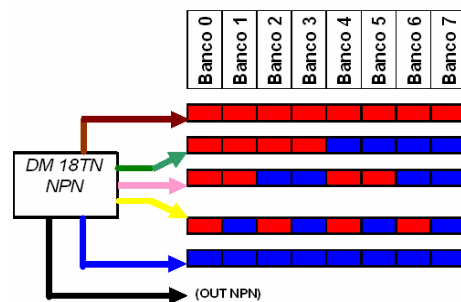 Banco 0
Banco 1
Banco 2
Banco 3
Banco 4
Banco 5
Banco 6
Banco 7
DM 18TN
NPN
(OUT NPN)